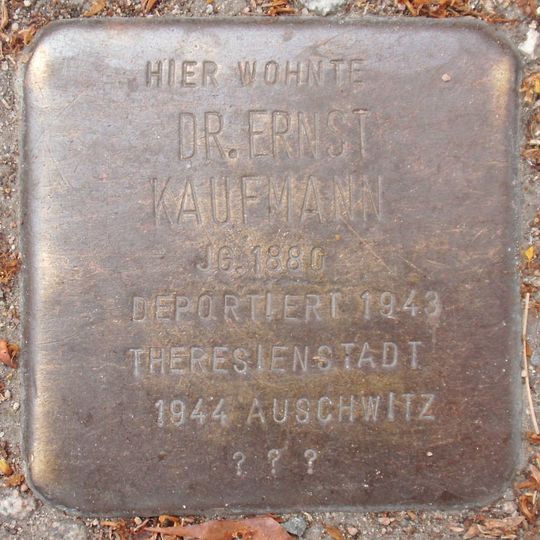 HIER WOHNTE
DR. ERNST
KAUFMANN
JG. 1880
DEPORTIERT 1943
THERESIENSTADT
1944 AUSCHWITZ
? ? ?